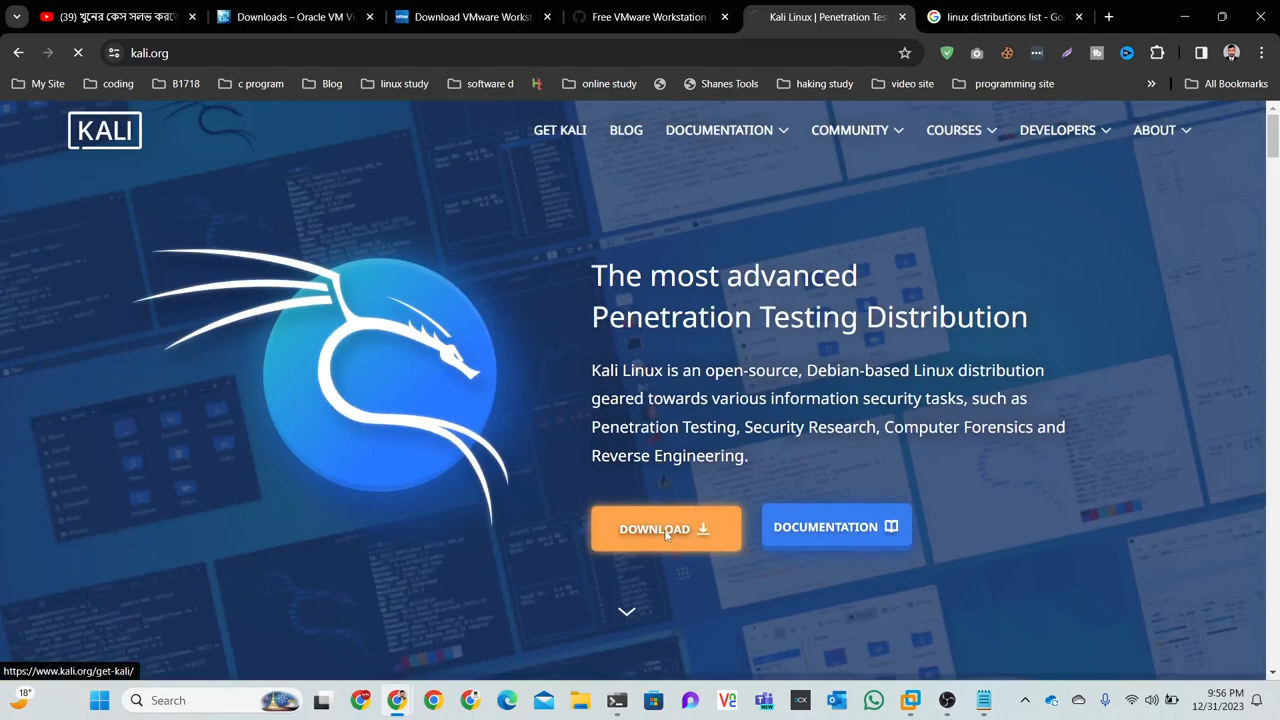 খুনের কেস সলভ করতে
Downloads – Oracle VM V
Download VMware Workst
Free VMware Workstation
Kali Linux | Penetration Tes
linux distributions list - Go
kali.org
My Site
coding
B1718
c program
Blog
linux study
software d
online study
Shanes Tools
haking study
video site
programing site
All Bookmarks
KALI
GET KALI
BLOG
DOCUMENTATION
COMMUNITY
COURSES
DEVELOPERS
ABOUT
The most advanced
Penetration Testing Distribution
Kali Linux is an open-source, Debian-based Linux distribution
geared towards various information security tasks, such as
Penetration Testing, Security Research, Computer Forensics and
Reverse Engineering.
DOWNLOAD
DOCUMENTATION
https://www.kali.org/get-kali/
18°
Search
9:56 PM
12/31/2023